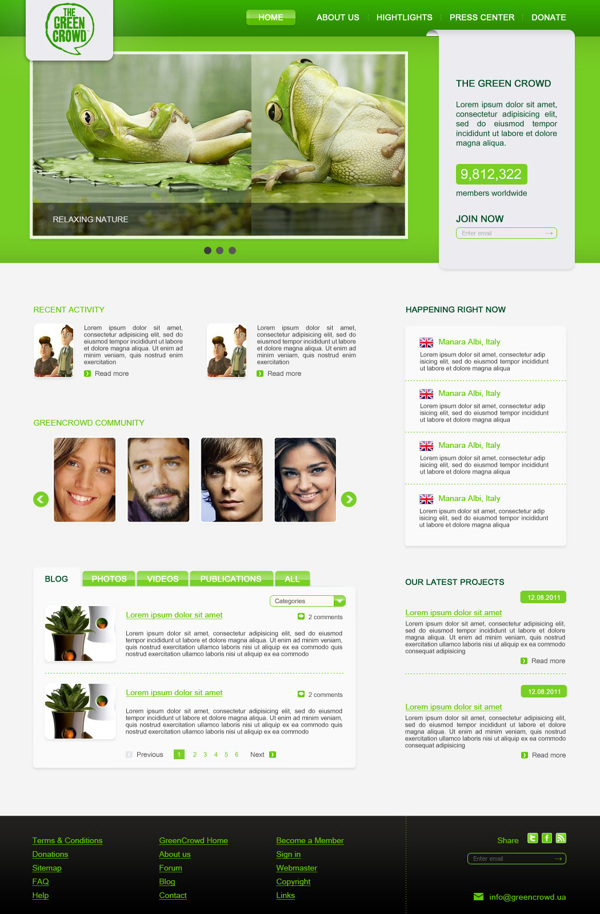 THE
GREEN
CROWD
HOME
ABOUT US
HIGHTLIGHTS
PRESS CENTER
DONATE
RELAXING NATURE
THE GREEN CROWD
Lorem ipsum dolor sit amet,
consectetur adipisicing elit,
sed do eiusmod tempor
incididunt ut labore et dolore
magna aliqua.
9,812,322
members worldwide
JOIN NOW
Enter email
RECENT ACTIVITY
Lorem ipsum dolor sit amet,
consectetur adipisicing elit, sed do
eiusmod tempor incididunt ut labore
et dolore magna aliqua. Ut enim ad
minim veniam, quis nostrud enim
exercitation
Read more
Lorem ipsum dolor sit amet,
consectetur adipisicing elit, sed do
eiusmod tempor incididunt ut labore
et dolore magna aliqua. Ut enim ad
minim veniam, quis nostrud enim
exercitation
Read more
GREENCROWD COMMUNITY
HAPPENING RIGHT NOW
Manara Albi, Italy
Lorem ipsum dolor sit amet, consectetur adip
isicing elit, sed do eiusmod tempor incididunt
ut labore et dolore magna aliqua.
Manara Albi, Italy
Lorem ipsum dolor sit amet, consectetur adip
isicing elit, sed do eiusmod tempor incididunt
ut labore et dolore magna aliqua.
Manara Albi, Italy
Lorem ipsum dolor sit amet, consectetur adip
isicing elit, sed do eiusmod tempor incididunt
ut labore et dolore magna aliqua.
Manara Albi, Italy
Lorem ipsum dolor sit amet, consectetur adip
isicing elit, sed do eiusmod tempor incididunt
ut labore et dolore magna aliqua.
BLOG
PHOTOS
VIDEOS
PUBLICATIONS
ALL
Categories
Lorem ipsum dolor sit amet
2 comments
Lorem ipsum dolor sit amet, consectetur adipisicing elit, sed do eiusmod
tempor incididunt ut labore et dolore magna aliqua. Ut enim ad minim veniam,
quis nostrud exercitation ullamco laboris nisi ut aliquip ex ea commodo
ullamco laboris nisi ut aliquip ex ea commodo
Lorem ipsum dolor sit amet
2 comments
Lorem ipsum dolor sit amet, consectetur adipisicing elit, sed do eiusmod
tempor incididunt ut labore et dolore magna aliqua. Ut enim ad minim veniam,
quis nostrud exercitation ullamco laboris nisi ut aliquip ex ea commodo
ullamco laboris nisi ut aliquip ex ea commodo
Previous 1 2 3 4 5 6 Next
OUR LATEST PROJECTS
12.08.2011
Lorem ipsum dolor sit amet
Lorem ipsum dolor sit amet, consectetur adipisicing elit,
sed do eiusmod tempor incididunt ut labore et dolore
magna aliqua. Ut enim ad minim veniam, quis nostrud
exercitation ullamco laboris nisi ut aliquip ex ea commodo
consequat adipisicing
Read more
12.08.2011
Lorem ipsum dolor sit amet
Lorem ipsum dolor sit amet, consectetur adipisicing elit,
sed do eiusmod tempor incididunt ut labore et dolore
magna aliqua. Ut enim ad minim veniam, quis nostrud
exercitation ullamco laboris nisi ut aliquip ex ea commodo
consequat adipisicing
Read more
Terms & Conditions
Donations
Sitemap
FAQ
Help
GreenCrowd Home
About us
Forum
Blog
Contact
Become a Member
Sign in
Webmaster
Copyright
Links
Share
Enter email
info@greencrowd.ua